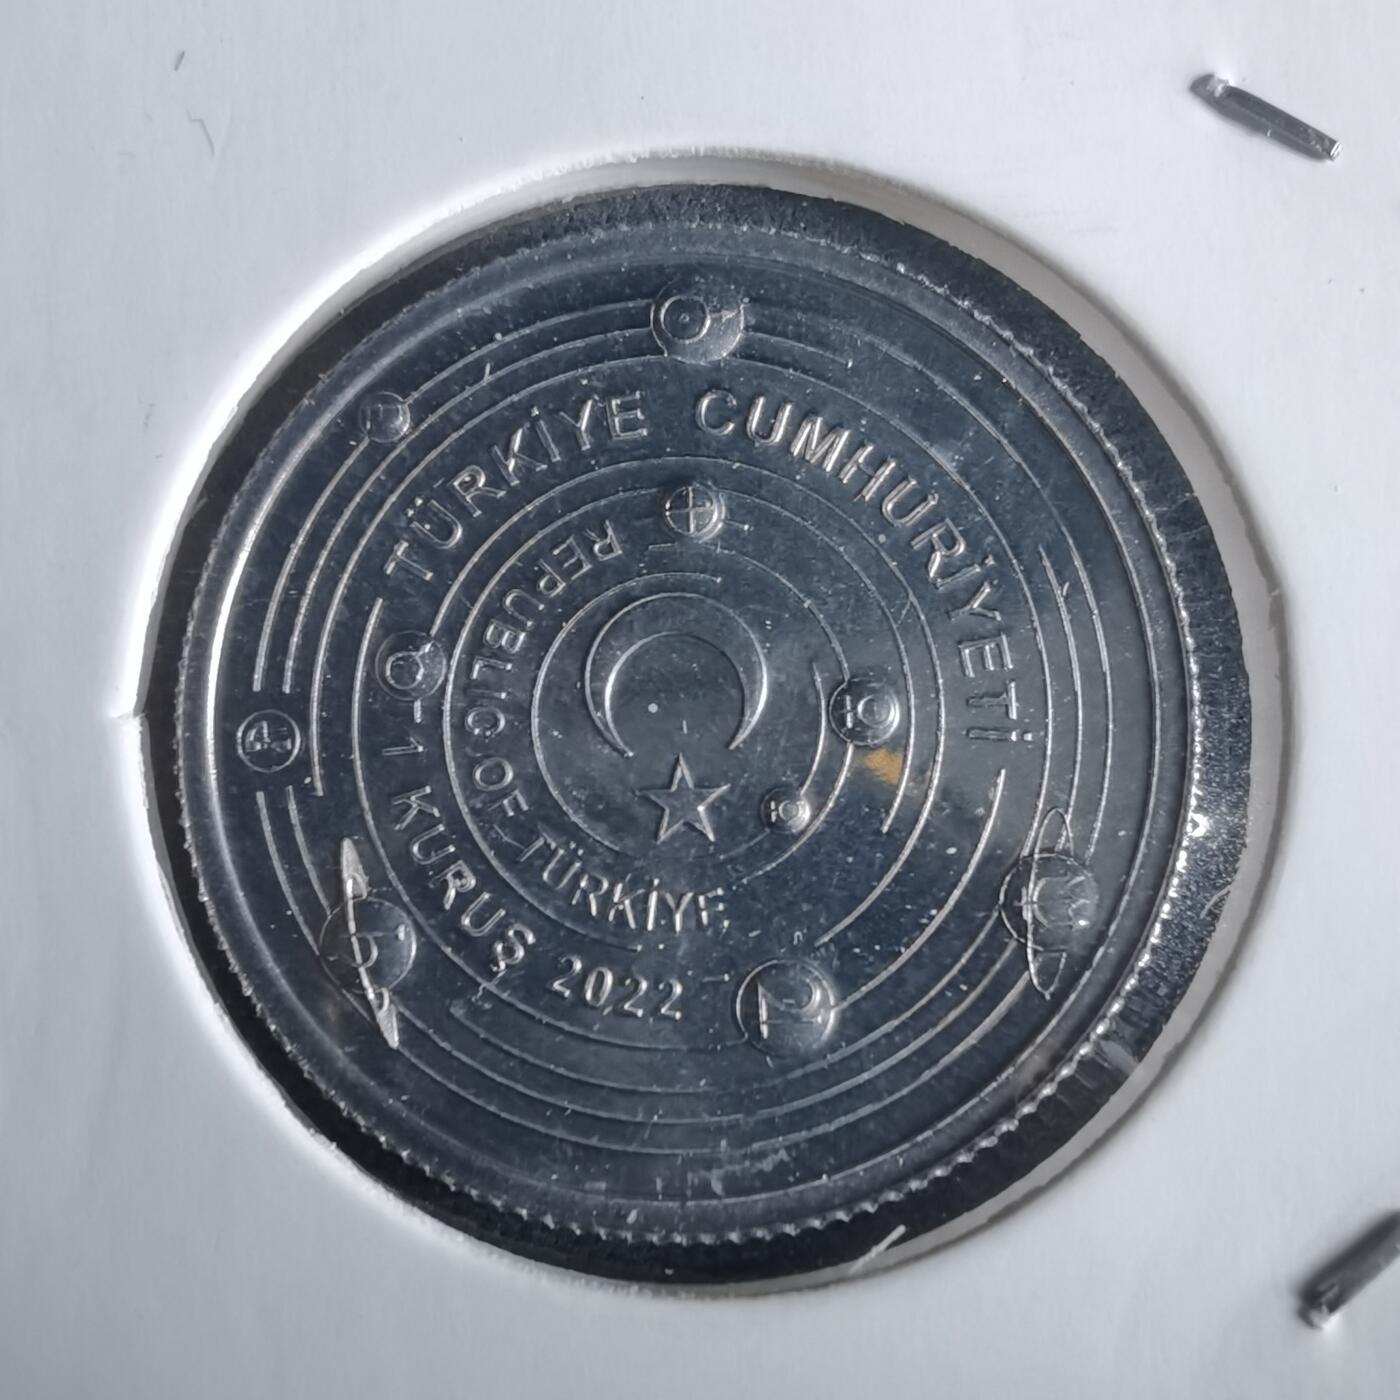 TÜRKİYE CUMHURİYETİ
REPUBLIC OF TÜRKİYE
1 KURUŞ 2022